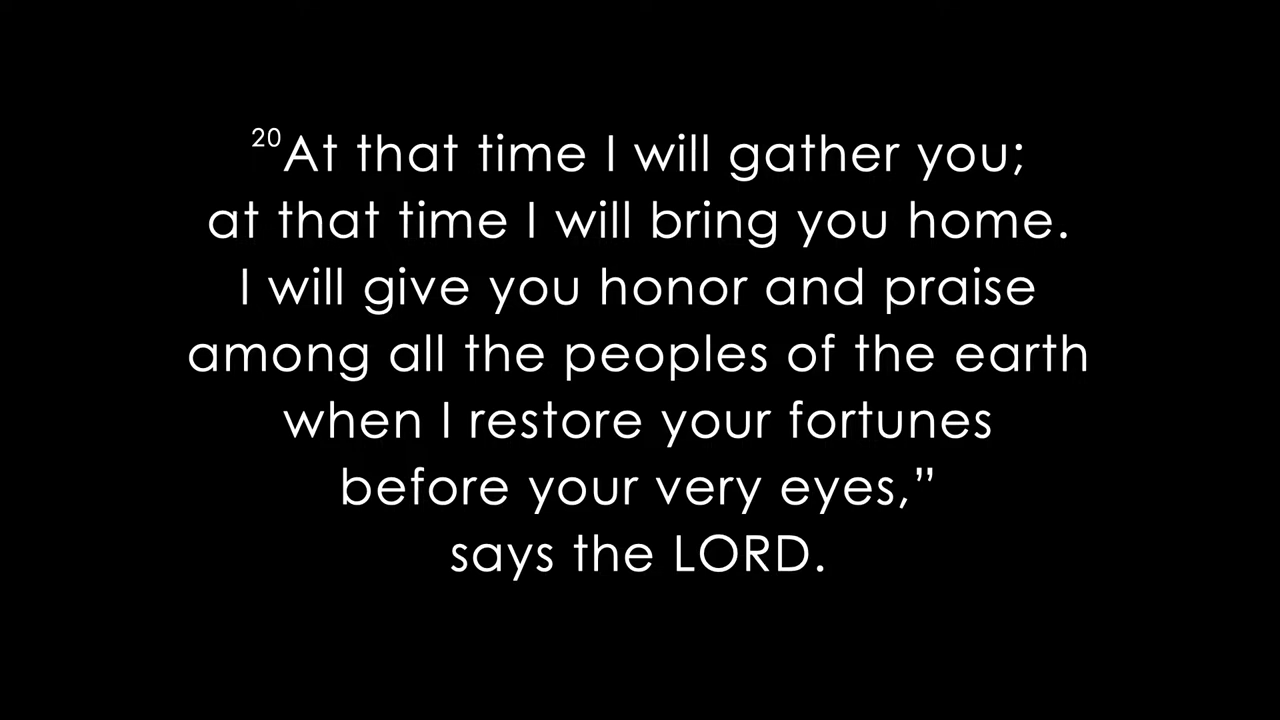 20At that time I will gather you;
at that time I will bring you home.
I will give you honor and praise
among all the peoples of the earth
when I restore your fortunes
before your very eyes,”
says the LORD.